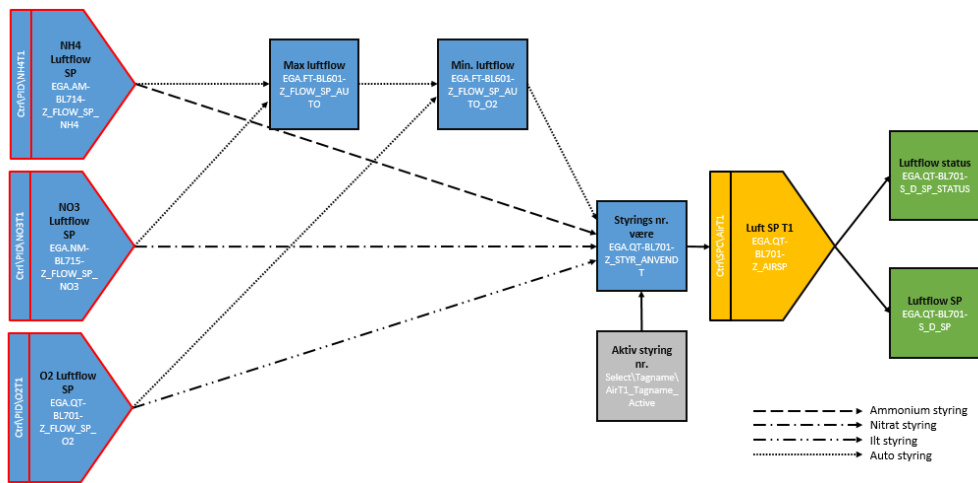 Ctrl\PID\NH4T1
NH4
Luftflow
SP
EGA.AM-
BL714-
Z_FLOW_SP_
NH4
Max luftflow
EGA.FT-BL601-
Z_FLOW_SP_AU
TO
Min. luftflow
EGA.FT-BL601-
Z_FLOW_SP_AU
TO_O2
Ctrl\PID\NO3T1
NO3
Luftflow
SP
EGA.NM-
BL715-
Z_FLOW_SP_
NO3
Styrings nr.
være
EGA.QT-BL701-
Z_STYR_ANVEND
T
Ctrl\SPC\AirT1
Luft SP T1
EGA.QT-
BL701-
Z_AIRSP
Luftflow status
EGA.QT-BL701-
S_D_SP_STATUS
Luftflow SP
EGA.QT-BL701-
S_D_SP
Ctrl\PID\O2T1
O2 Luftflow
SP
EGA.QT-
BL701-
Z_FLOW_SP_
O2
Aktiv styring
nr.
Select\Tagname\
AirT1_Tagname_
Active
Ammonium styring
Nitrat styring
Ilt styring
Auto styring